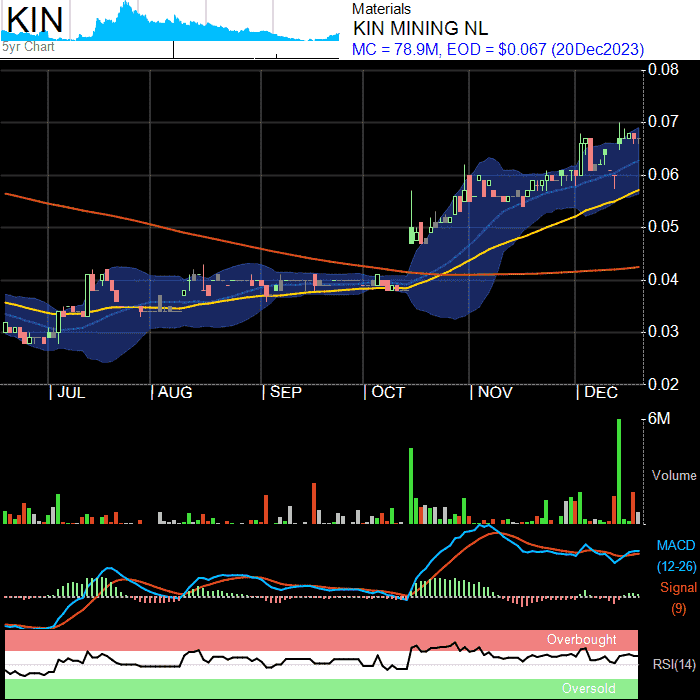 KIN
5yr Chart
Materials
KIN MINING NL
MC = 78.9M, EOD = $0.067 (20Dec2023)
0.08
0.07
0.06
0.05
0.04
0.03
0.02
JUL AUG SEP OCT NOV DEC
6M
Volume
MACD
(12-26)
Signal
(9)
Overbought
RSI(14)
Oversold